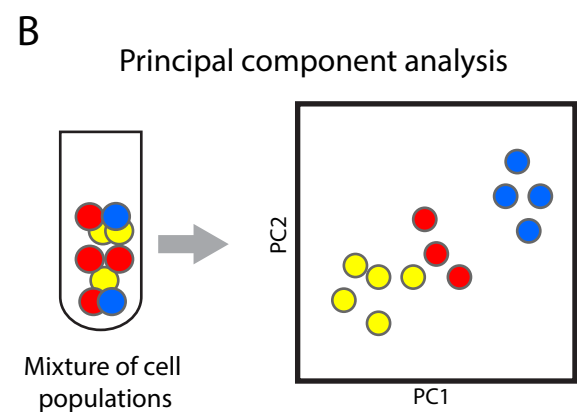 B
Principal component analysis
PC2
Mixture of cell
populations
PC1